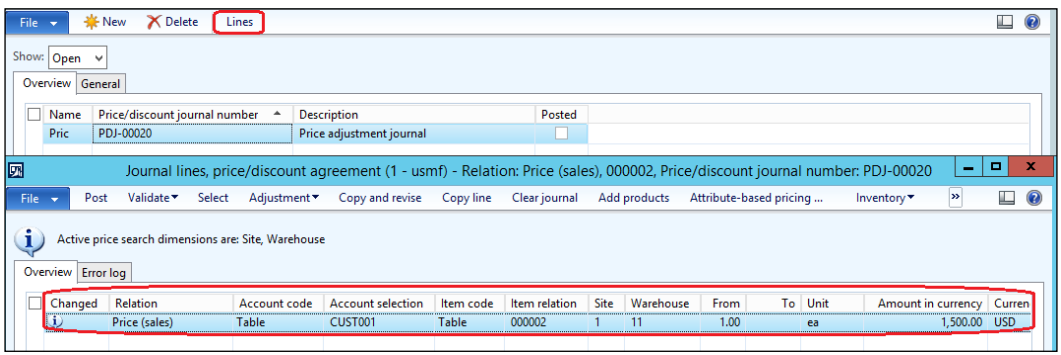 File New Delete Lines
Show: Open
Overview General
Name Price/discount journal number Description Posted
Pric PDJ-00020 Price adjustment journal
Journal lines, price/discount agreement (1 - usmf) - Relation: Price (sales), 000002, Price/discount journal number: PDJ-00020
File Post Validate Select Adjustment Copy and revise Copy line Clear journal Add products Attribute-based pricing ... Inventory
Active price search dimensions are: Site, Warehouse
Overview Error log
Changed Relation Account code Account selection Item code Item relation Site Warehouse From To Unit Amount in currency Curren
Price (sales) Table CUST001 Table 000002 1 11 1.00 ea 1,500.00 USD